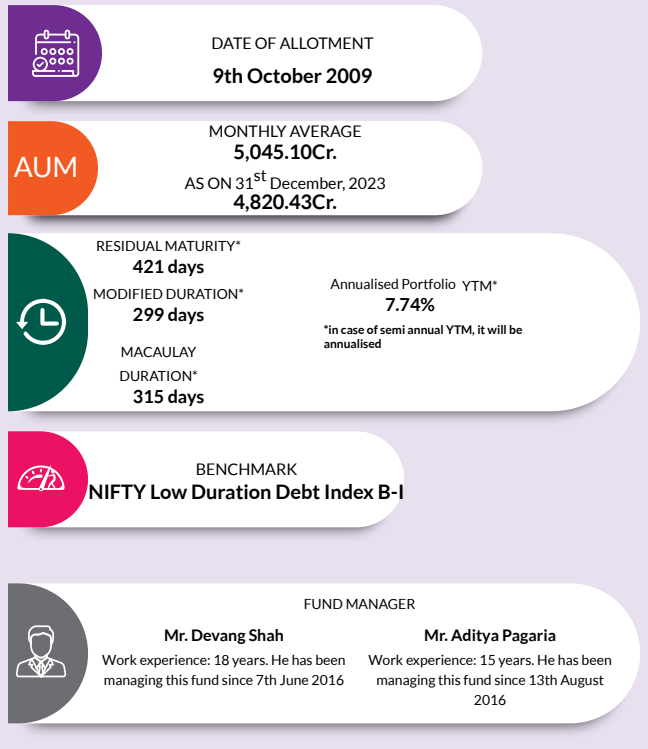 DATE OF ALLOTMENT
9th October 2009
AUM
MONTHLY AVERAGE
5,045.10Cr.
AS ON 31st December, 2023
4,820.43Cr.
RESIDUAL MATURITY*
421 days
MODIFIED DURATION*
299 days
MACAULAY
DURATION*
315 days
Annualised Portfolio YTM*
7.74%
*in case of semi annual YTM, it will be
annualised
BENCHMARK
NIFTY Low Duration Debt Index B-I
FUND MANAGER
Mr. Devang Shah
Work experience: 18 years. He has been
managing this fund since 7th June 2016
Mr. Aditya Pagaria
Work experience: 15 years. He has been
managing this fund since 13th August
2016